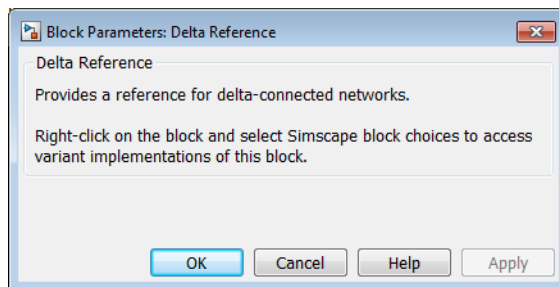 Block Parameters: Delta Reference
Delta Reference
Provides a reference for delta-connected networks.
Right-click on the block and select Simscape block choices to access
variant implementations of this block.
OK Cancel Help Apply